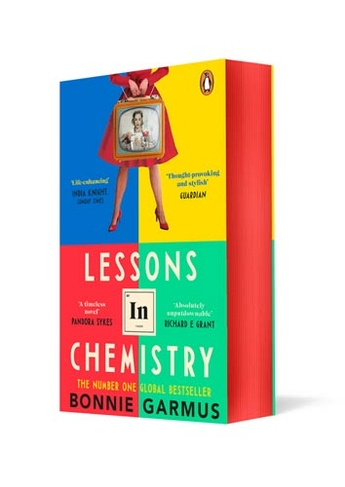 'Life-enhancing'
INDIA KNIGHT,
SUNDAY TIMES
'Thought-provoking
and stylish'
GUARDIAN
LESSONS
'A timeless
novel'
PANDORA SYKES
In
'Absolutely
unputdownable'
RICHARD E GRANT
CHEMISTRY
THE NUMBER ONE GLOBAL BESTSELLER
BONNIE GARMUS